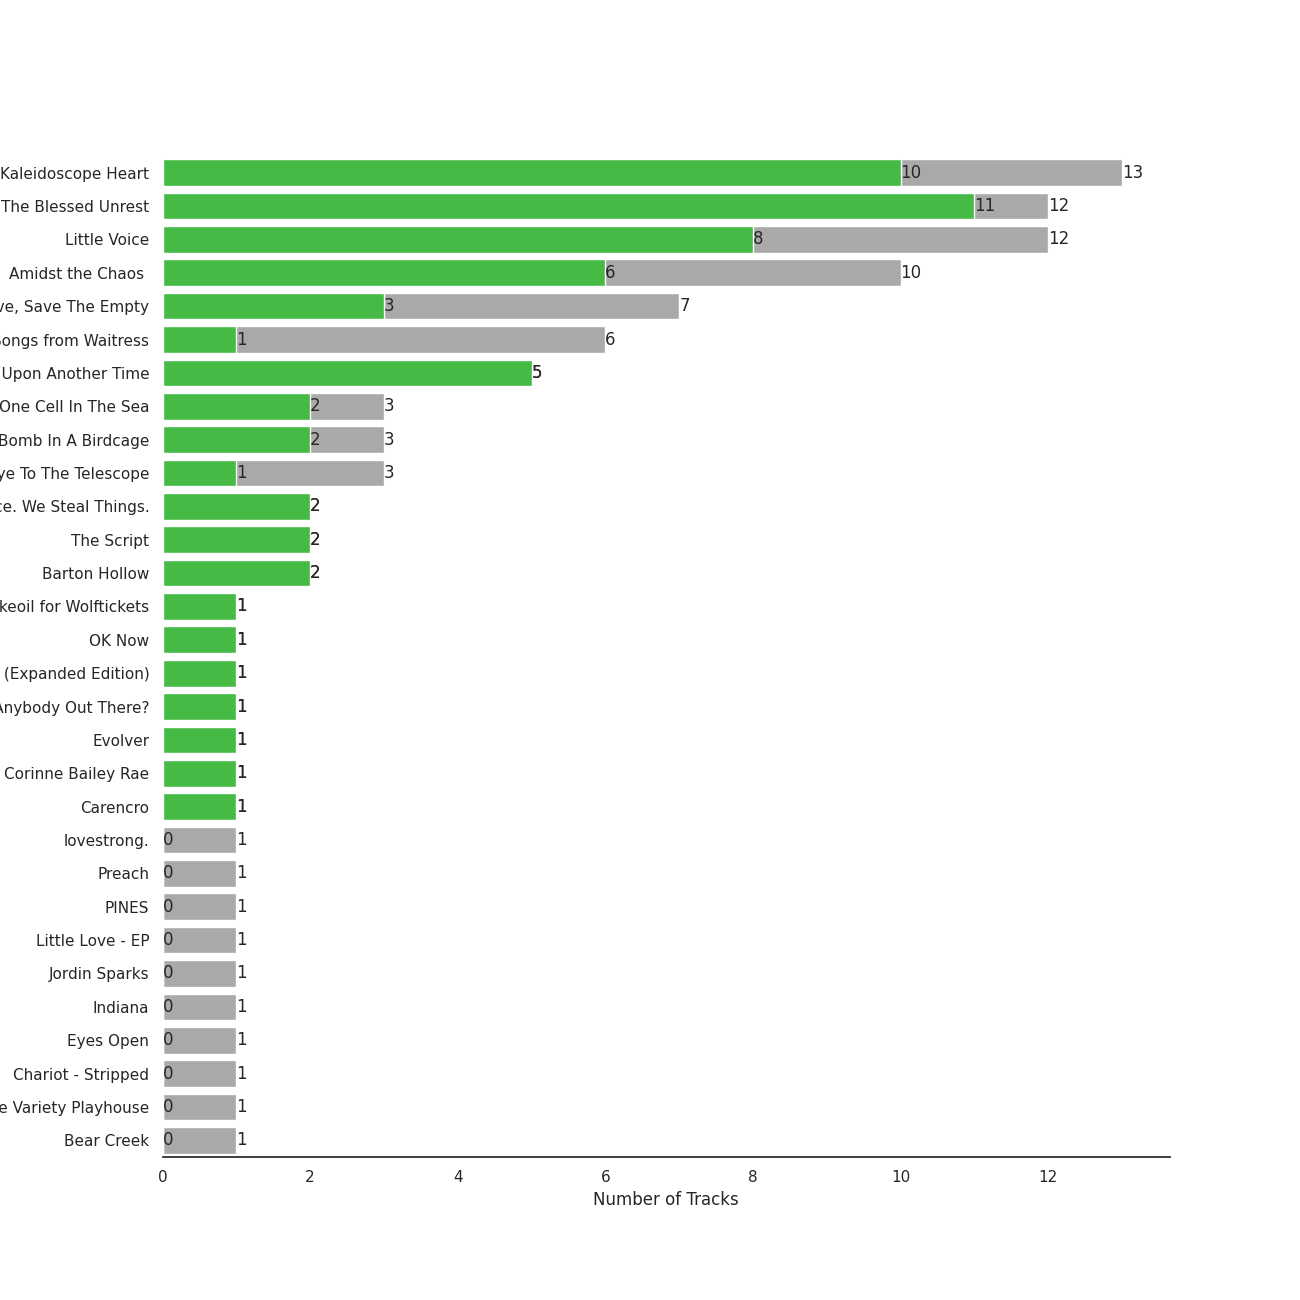 Kaleidoscope Heart 10 13
The Blessed Unrest 11 12
Little Voice 8 12
Amidst the Chaos 6 10
Save The Empty 3 7
Songs from Waitress 1 6
Upon Another Time 5
One Cell In The Sea 2 3
Bomb In A Birdcage 2 3
To The Telescope 1 3
We Steal Things. 2
The Script 2
Barton Hollow 2
for Wolftickets 1
OK Now 1
(Expanded Edition) 1
Anybody Out There? 1
Evolver 1
Corinne Bailey Rae 1
Carencro 1
lovestrong. 0 1
Preach 0 1
PINES 0 1
Little Love - EP 0 1
Jordin Sparks 0 1
Indiana 0 1
Eyes Open 0 1
Chariot - Stripped 0 1
Variety Playhouse 0 1
Bear Creek 0 1
0 2 4 6 8 10 12
Number of Tracks